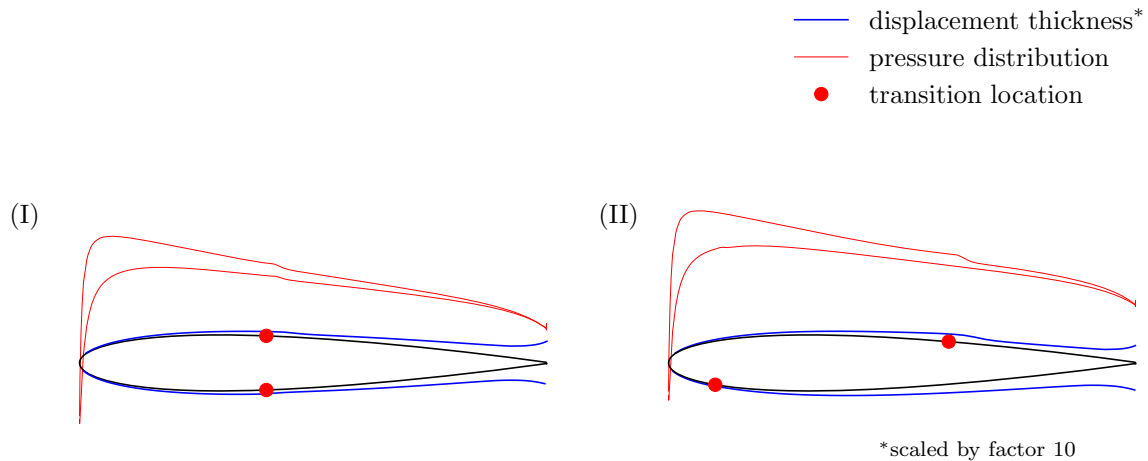 displacement thickness*
pressure distribution
transition location
(I)
(II)
*scaled by factor 10